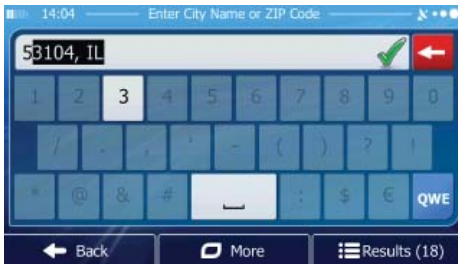 14:04 Enter City Name or ZIP Code
53104, IL
1 2 3 4 5 6 7 8 9 0
/ . , ' - ( ) ? !
* @ & # : $ € QWE
Back More Results (18)